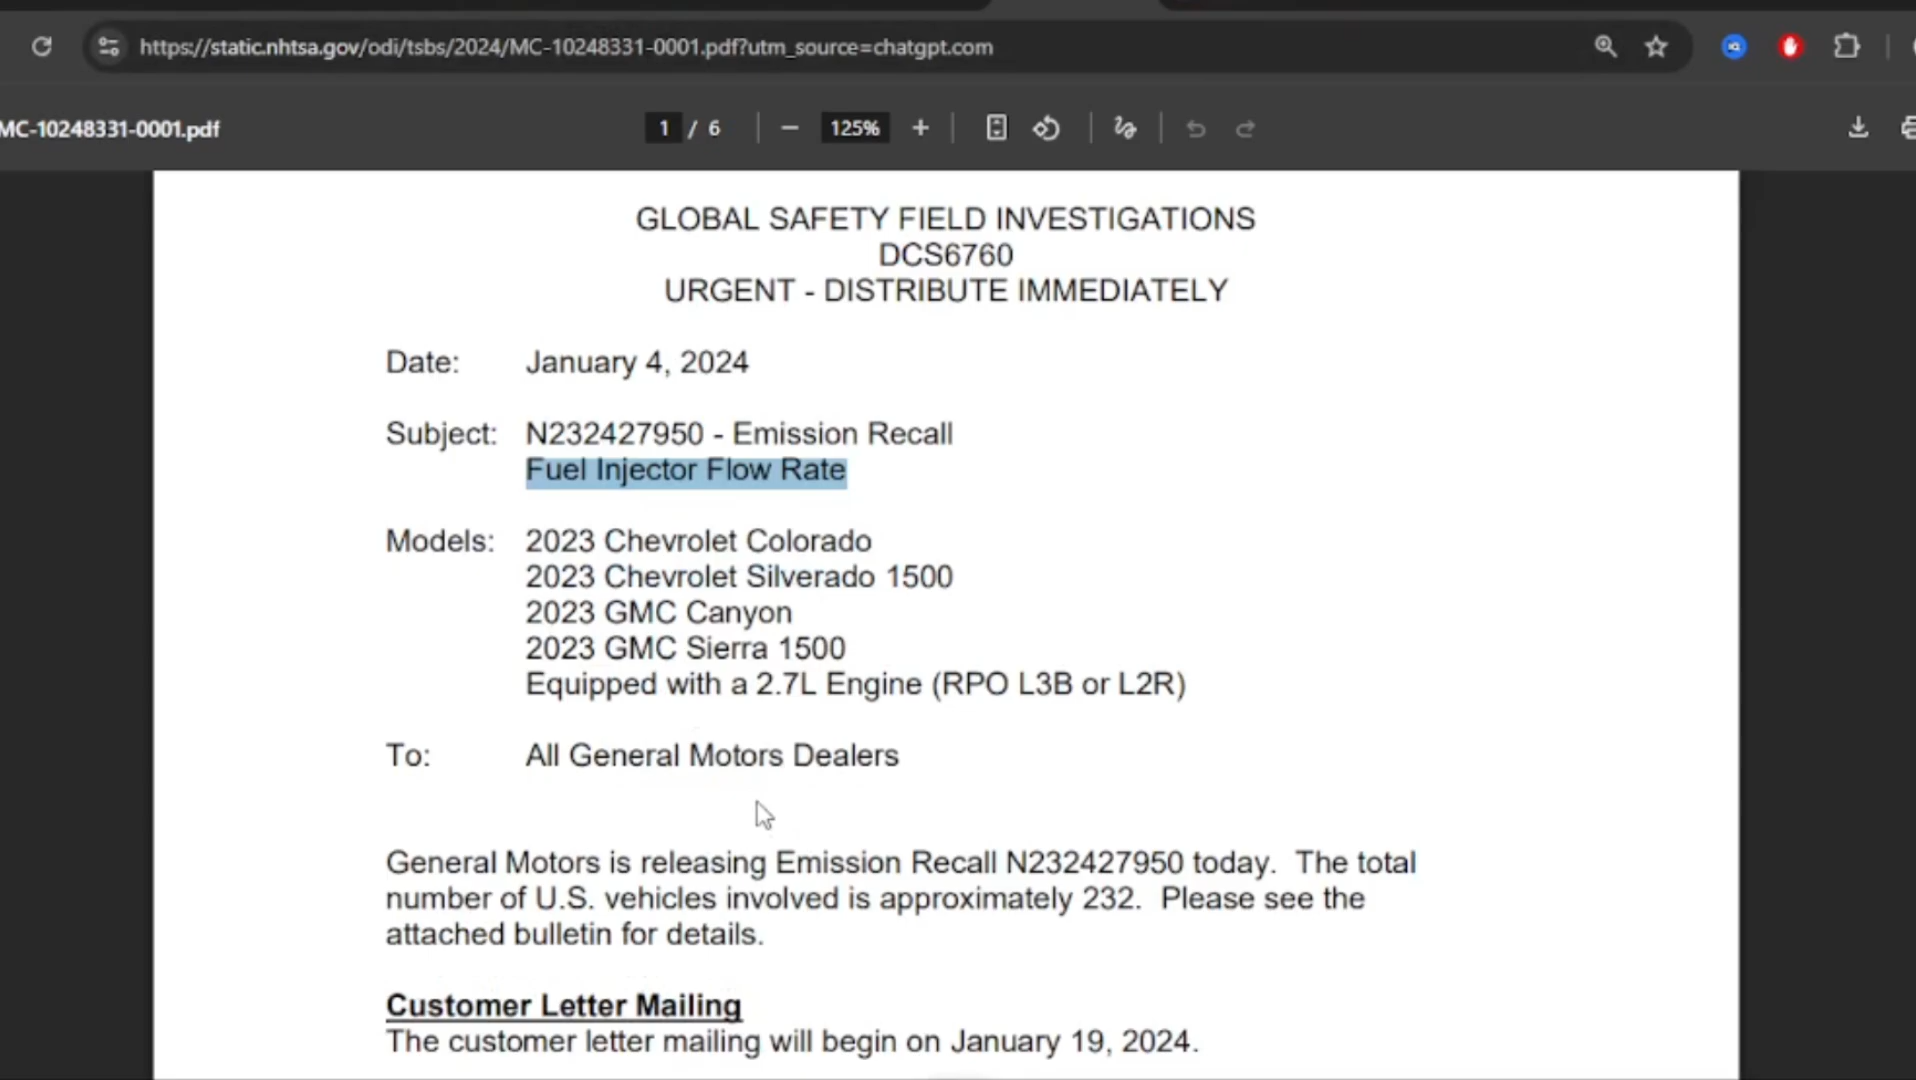 https://static.nhtsa.gov/odi/tsbs/2024/MC-10248331-0001.pdf?utm_source=chatgpt.com
MC-10248331-0001.pdf
1 / 6
125%
GLOBAL SAFETY FIELD INVESTIGATIONS
DCS6760
URGENT - DISTRIBUTE IMMEDIATELY
Date: January 4, 2024
Subject: N232427950 - Emission Recall
Fuel Injector Flow Rate
Models: 2023 Chevrolet Colorado
2023 Chevrolet Silverado 1500
2023 GMC Canyon
2023 GMC Sierra 1500
Equipped with a 2.7L Engine (RPO L3B or L2R)
To: All General Motors Dealers
General Motors is releasing Emission Recall N232427950 today. The total
number of U.S. vehicles involved is approximately 232. Please see the
attached bulletin for details.
Customer Letter Mailing
The customer letter mailing will begin on January 19, 2024.